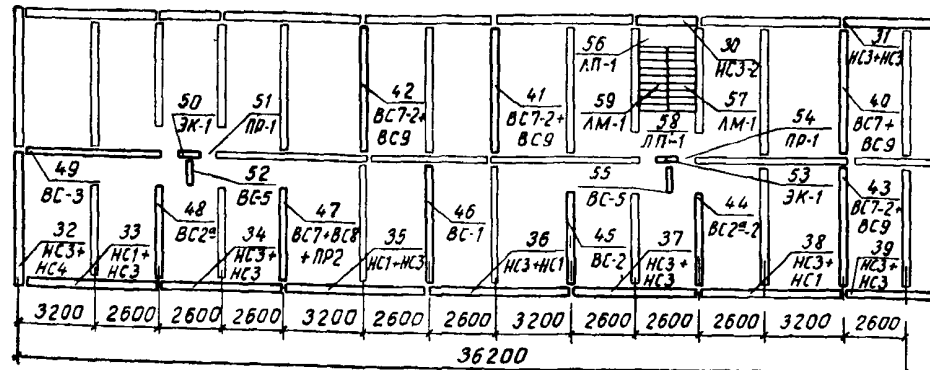 56
ЛП-1
30
НС3-2
31
НС3+НС3
50
ЭК-1
51
ПР-1
42
ВС7-2+
ВС9
41
ВС7-2+
ВС9
59
ЛМ-1
58
ЛП-1
57
ЛМ-1
54
ПР-1
40
ВС7+
ВС9
49
ВС-3
52
ВС-5
55
ВС-5
53
ЭК-1
32
НС3+
НС4
33
НС1+
НС3
48
ВС2ª
34
НС3+
НС3
47
ВС7+ВС8
+ПР2
35
НС1+НС3
46
ВС-1
36
НС3+НС1
45
ВС-2
37
НС3+
НС3
44
ВС2ª-2
38
НС3+
НС1
43
ВС7-2+
ВС9
39
НС3+
НС3
3200 2600 2600 2600 3200 2600 2600 3200 2600 2600 2600 3200 2600
36200